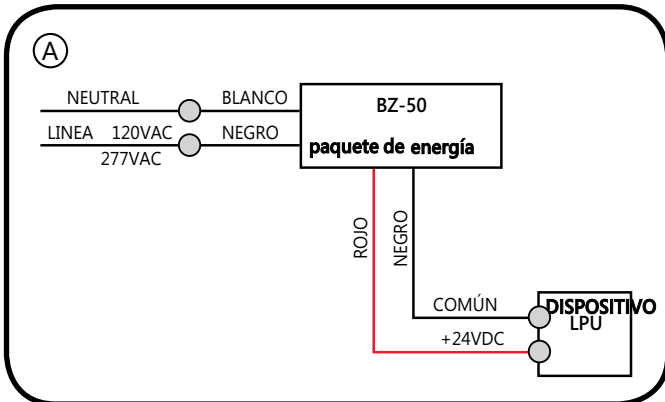 A
NEUTRAL BLANCO
LINEA 120VAC NEGRO
277VAC
BZ-50
paquete de energía
ROJO
NEGRO
COMÚN
+24VDC
DISPOSITIVO
LPU